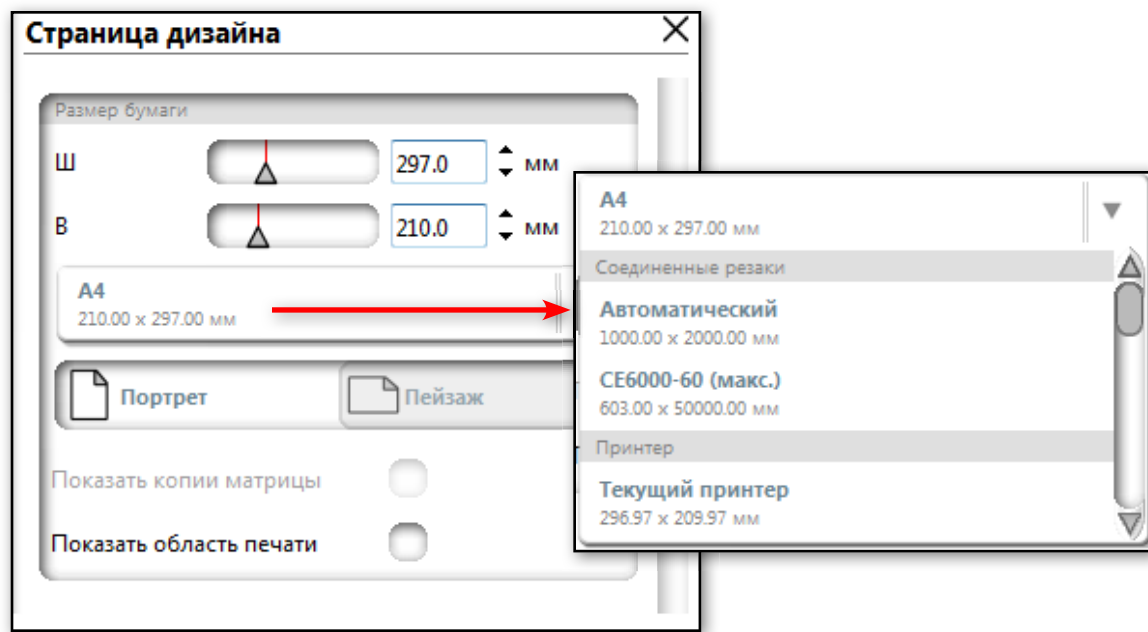 Страница дизайна
Размер бумаги
Ш 297.0 мм
В 210.0 мм
A4
210.00 x 297.00 мм
Портрет Пейзаж
Показать копии матрицы
Показать область печати
A4
210.00 x 297.00 мм
Соединенные резаки
Автоматический
1000.00 x 2000.00 мм
CE6000-60 (макс.)
603.00 x 50000.00 мм
Принтер
Текущий принтер
296.97 x 209.97 мм